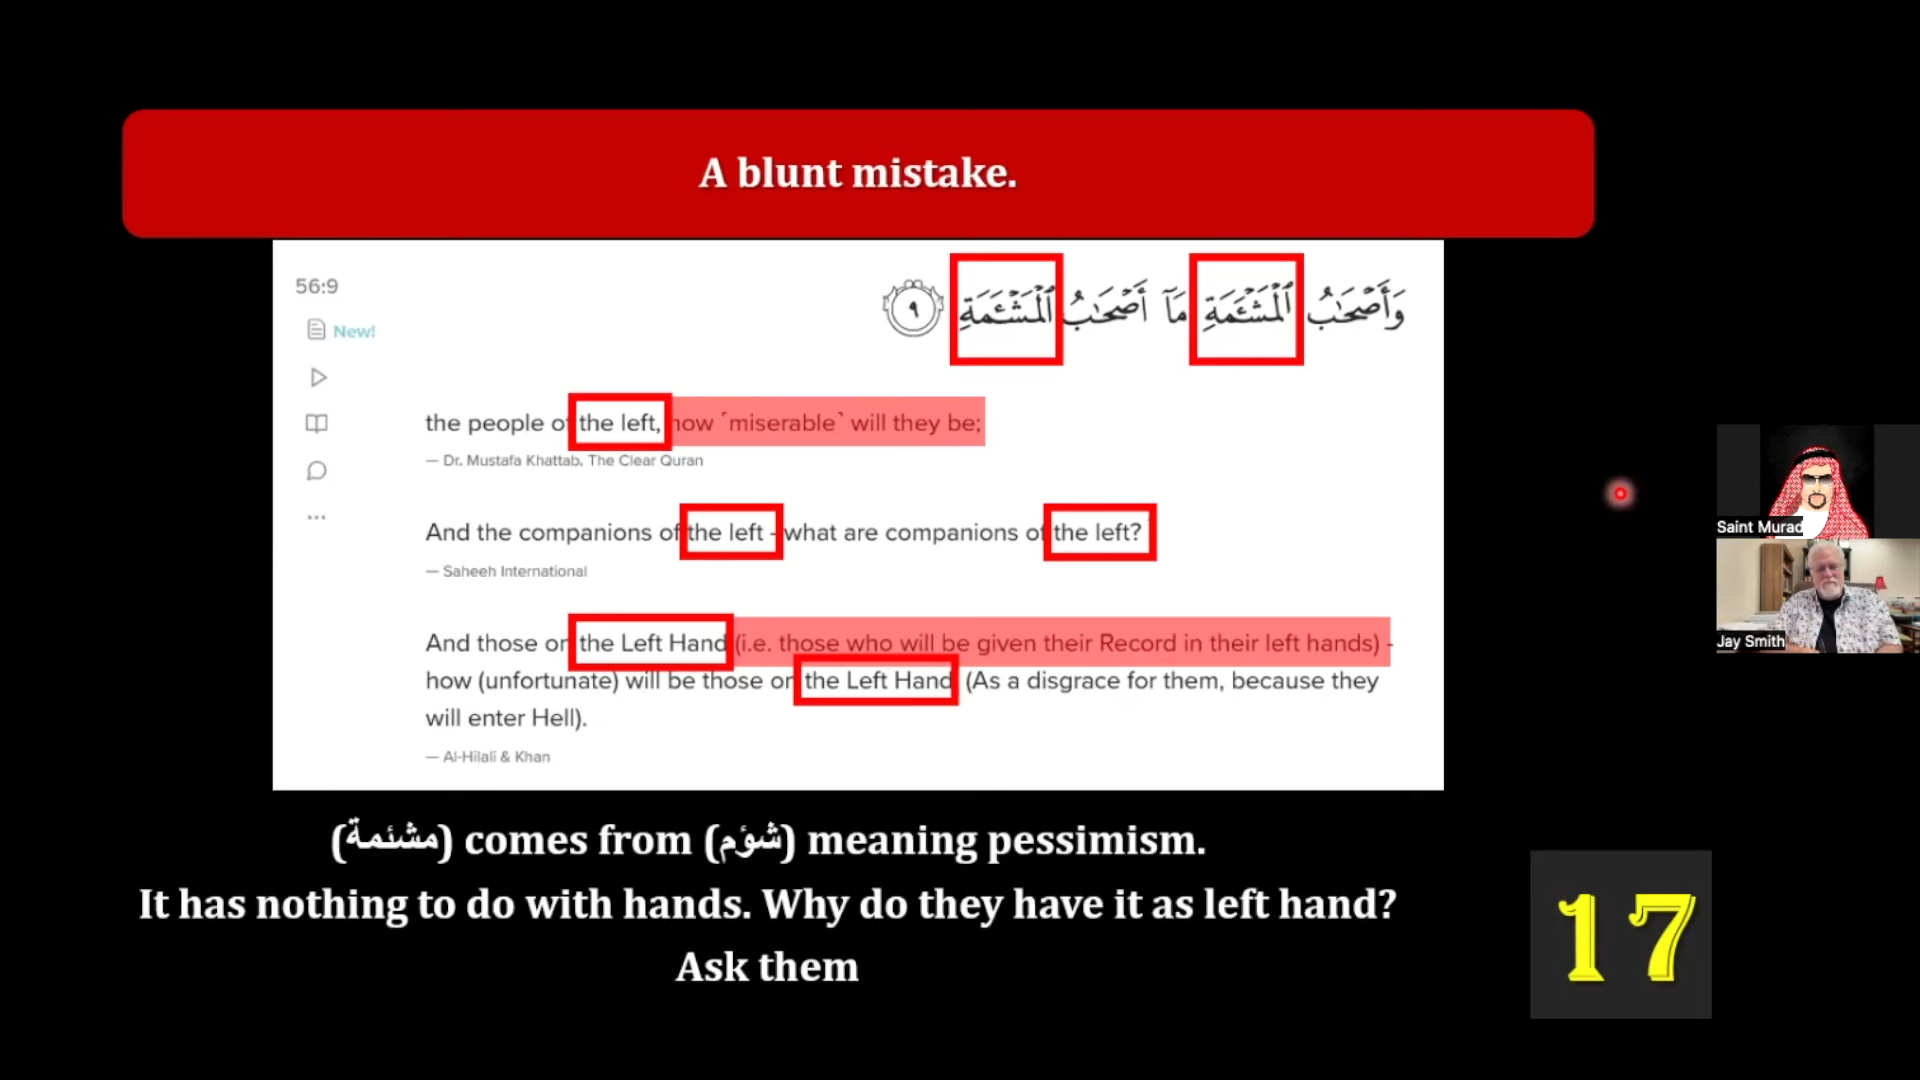 A blunt mistake.
56:9
وَأَصْحَٰبُ ٱلْمَشْـَٔمَةِ مَآ أَصْحَٰبُ ٱلْمَشْـَٔمَةِ ٩
New!
the people of the left, how ˹miserable˺ will they be;
— Dr. Mustafa Khattab, The Clear Quran
And the companions of the left - what are companions of the left?
— Saheeh International
And those on the Left Hand (i.e. those who will be given their Record in their left hands) -
how (unfortunate) will be those on the Left Hand (As a disgrace for them, because they
will enter Hell).
— Al-Hilali & Khan
(مشئمة) comes from (شؤم) meaning pessimism.
It has nothing to do with hands. Why do they have it as left hand?
Ask them
17
Saint Murad
Jay Smith